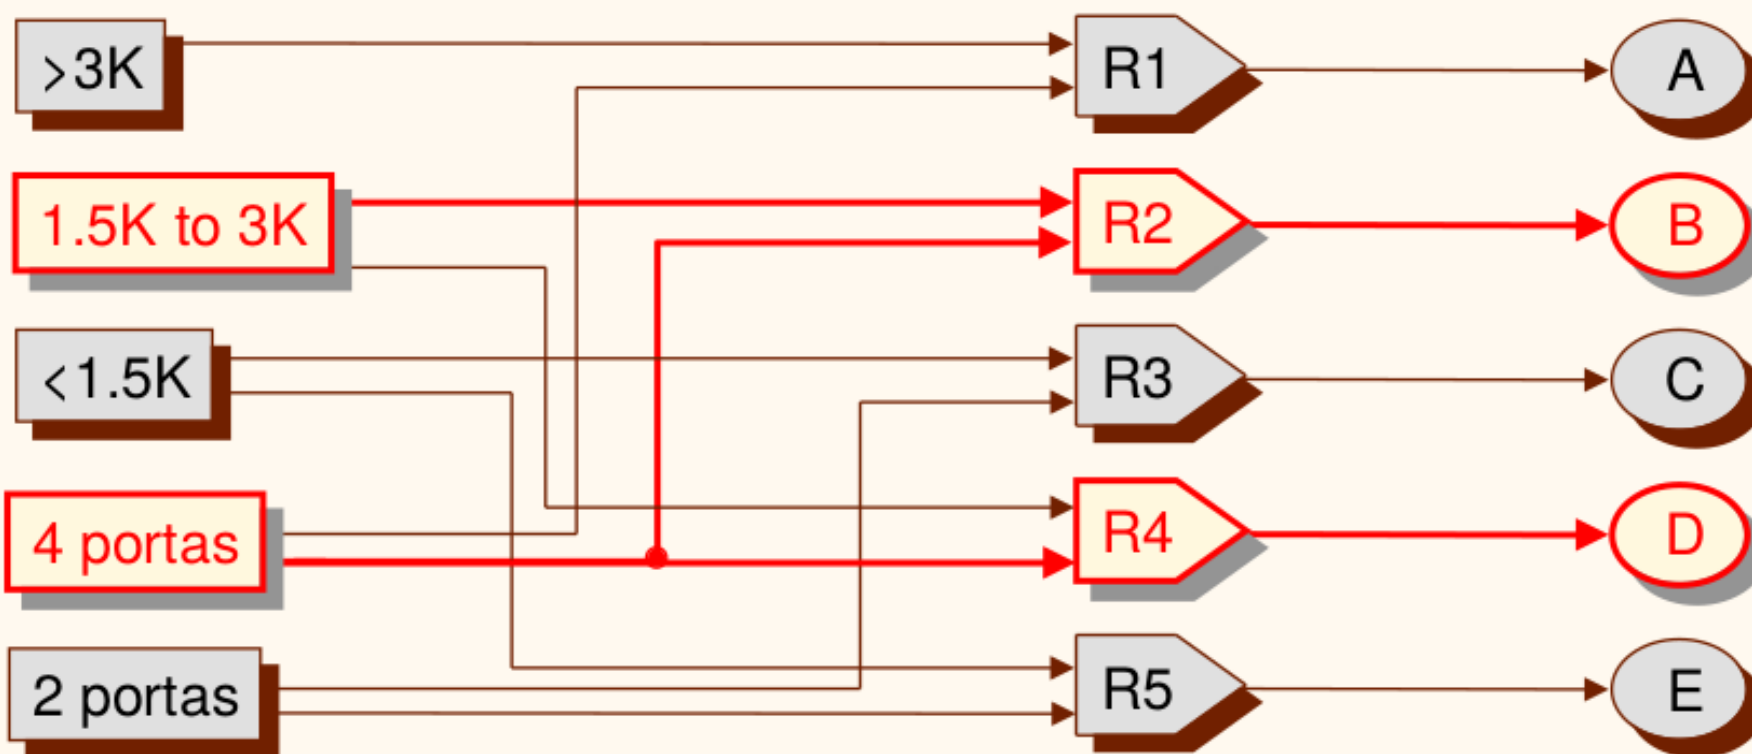 >3K
R1
A
1.5K to 3K
R2
B
<1.5K
R3
C
4 portas
R4
D
2 portas
R5
E